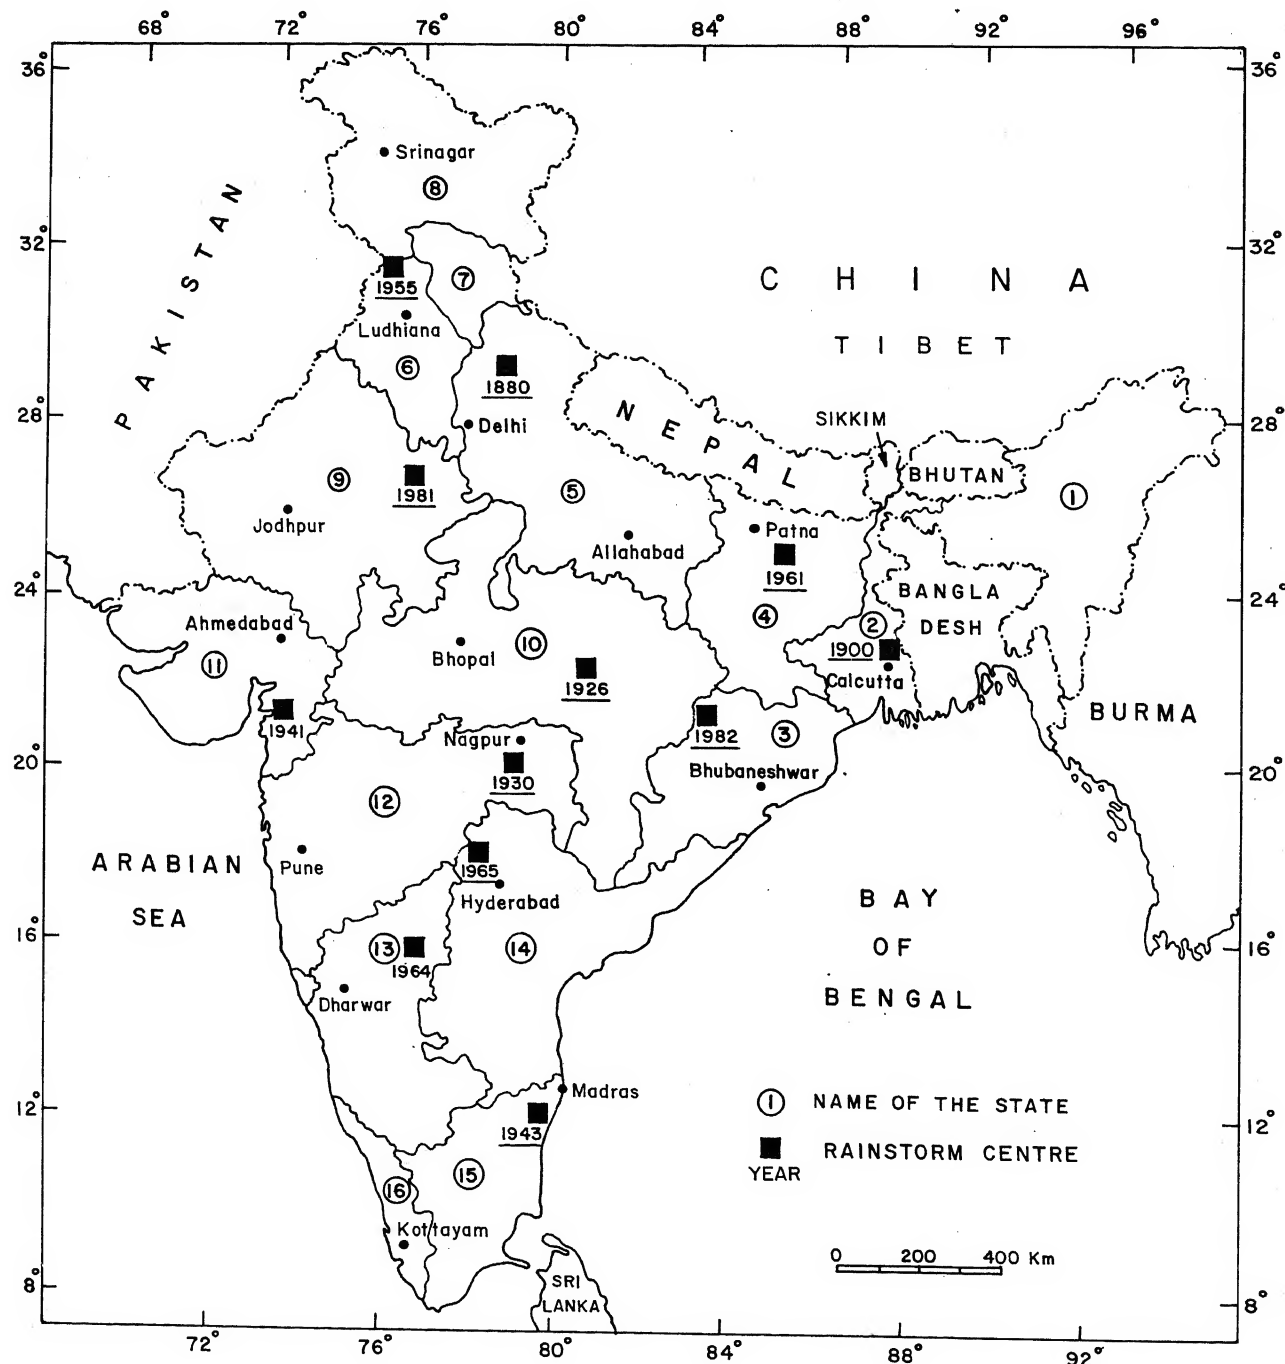 68° 72° 76° 80° 84° 88° 92° 96°
36° 36°
Srinagar
8
PAKISTAN
32° 32°
7
CHINA
1955
Ludhiana
TIBET
6
1880
28° 28°
Delhi
NEPAL
SIKKIM
BHUTAN
9
1981
5
1
Jodhpur
Patna
Allahabad
1961
24° 24°
BANGLA
DESH
4
2
Ahmedabad
10
1900
Bhopal
11
Calcutta
1926
1941
BURMA
Nagpur
1982
3
20° 20°
1930
Bhubaneshwar
12
ARABIAN
SEA
Pune
1965
Hyderabad
BAY
OF
BENGAL
16° 16°
13
14
1964
Dharwar
Madras
1 NAME OF THE STATE
12° 12°
1943
RAINSTORM CENTRE
YEAR
15
16
Kottayam
0 200 400 Km
8° 8°
SRI
LANKA
72° 76° 80° 84° 88° 92°